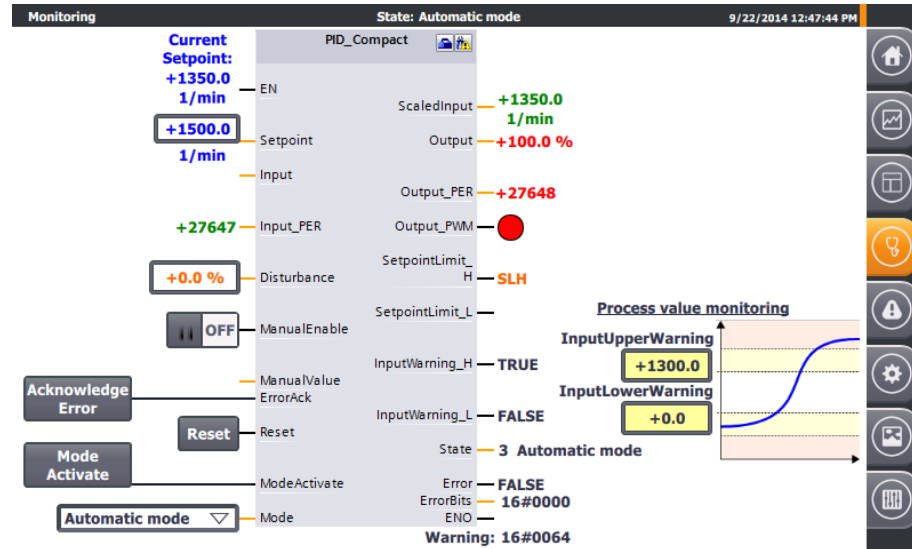 Monitoring
State: Automatic mode
9/22/2014 12:47:44 PM
Current
Setpoint:
+1350.0
1/min
+1500.0
1/min
+27647
+0.0 %
OFF
Acknowledge
Error
Reset
Mode
Activate
Automatic mode
PID_Compact
EN
Setpoint
Input
Input_PER
Disturbance
ManualEnable
ManualValue
ErrorAck
Reset
ModeActivate
Mode
ScaledInput
Output
Output_PER
Output_PWM
SetpointLimit_
H
SetpointLimit_L
InputWarning_H
InputWarning_L
State
Error
ErrorBits
ENO
+1350.0
1/min
+100.0 %
+27648
SLH
TRUE
FALSE
3 Automatic mode
FALSE
16#0000
Warning: 16#0064
Process value monitoring
InputUpperWarning
+1300.0
InputLowerWarning
+0.0